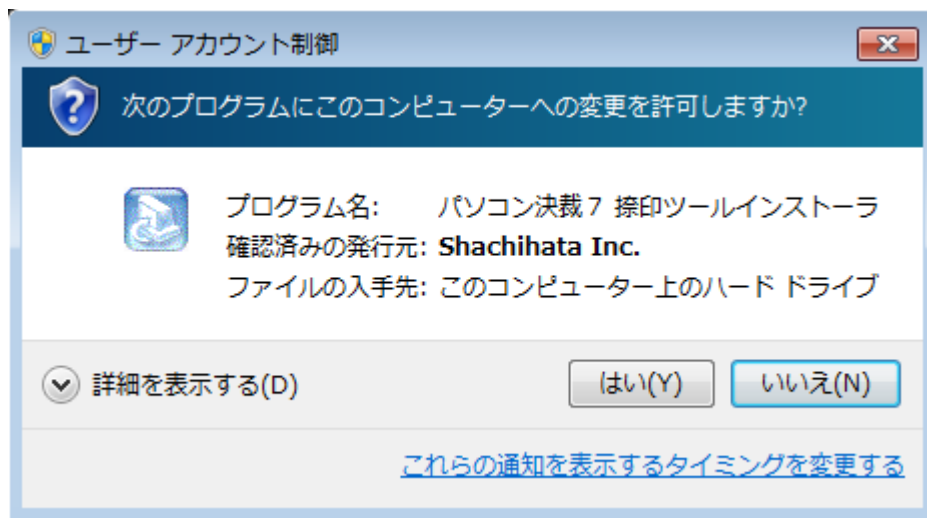 ユーザー アカウント制御
次のプログラムにこのコンピューターへの変更を許可しますか?
プログラム名: パソコン決裁7 捺印ツールインストーラ
確認済みの発行元: Shachihata Inc.
ファイルの入手先: このコンピューター上のハード ドライブ
詳細を表示する(D) はい(Y) いいえ(N)
これらの通知を表示するタイミングを変更する